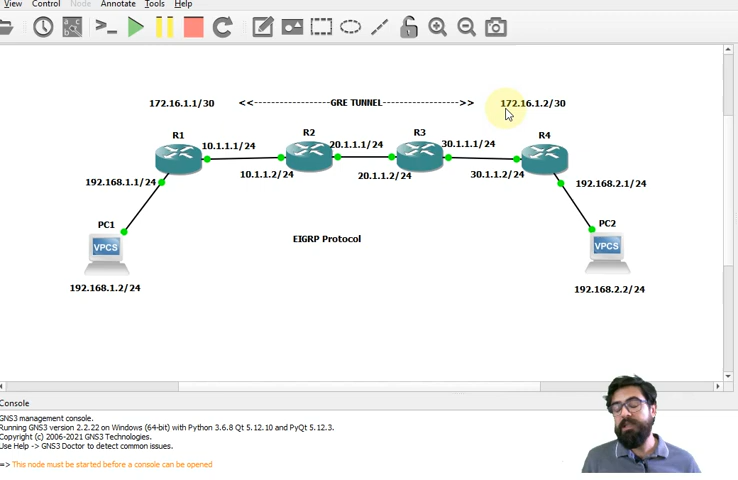 View Control Node Annotate Tools Help
172.16.1.1/30 <<----------------------GRE TUNNEL----------------------->> 172.16.1.2/30
R1 R2 R3 R4
10.1.1.1/24 20.1.1.1/24 30.1.1.1/24
10.1.1.2/24 20.1.1.2/24 30.1.1.2/24
192.168.1.1/24 192.168.2.1/24
PC1 PC2
VPCS VPCS
EIGRP Protocol
192.168.1.2/24 192.168.2.2/24
Console
GNS3 management console.
Running GNS3 version 2.2.22 on Windows (64-bit) with Python 3.6.8 Qt 5.12.10 and PyQt 5.12.3.
Copyright (c) 2006-2021 GNS3 Technologies.
Use Help -> GNS3 Doctor to detect common issues.
=> This node must be started before a console can be opened